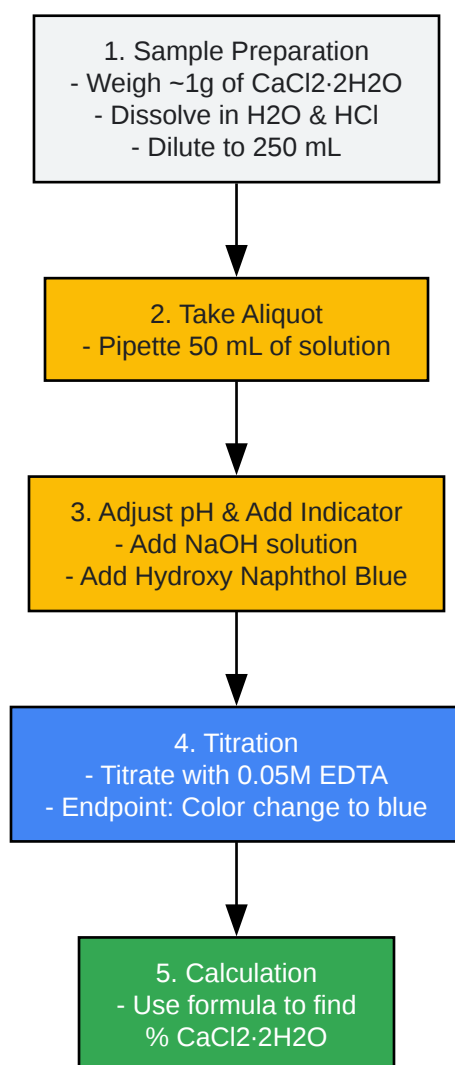 1. Sample Preparation
- Weigh ~1g of CaCl2·2H2O
- Dissolve in H2O & HCl
- Dilute to 250 mL
2. Take Aliquot
- Pipette 50 mL of solution
3. Adjust pH & Add Indicator
- Add NaOH solution
- Add Hydroxy Naphthol Blue
4. Titration
- Titrate with 0.05M EDTA
- Endpoint: Color change to blue
5. Calculation
- Use formula to find
% CaCl2·2H2O